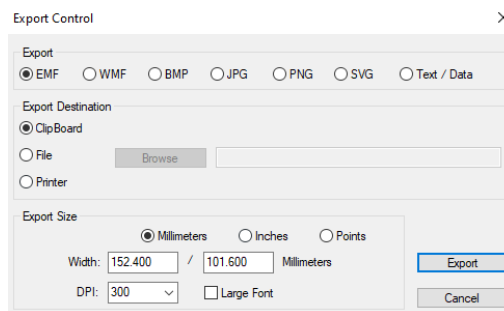 Export Control
Export
EMF WMF BMP JPG PNG SVG Text / Data
Export Destination
ClipBoard
File Browse
Printer
Export Size
Millimeters Inches Points
Width: 152.400 / 101.600 Millimeters Export
DPI: 300 Large Font Cancel